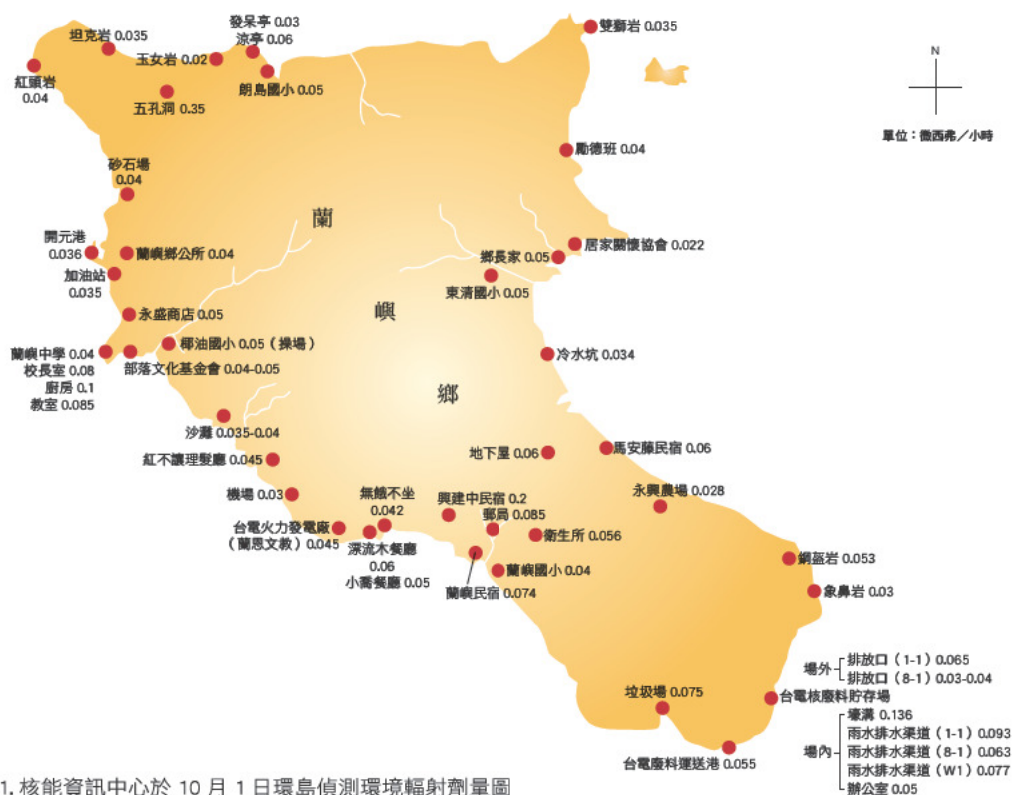 發呆亭 0.03
涼亭
0.06
雙獅岩 0.035
坦克岩
0.035
玉女岩 0.02
紅頭岩
0.04
朗島國小 0.05
五孔洞 0.35
N
單位：微西弗／小時
勵德班 0.04
砂石場
0.04
蘭
開元港
0.036
蘭嶼鄉公所 0.04
居家關懷協會 0.022
鄉長家 0.05
加油站
0.035
東清國小 0.05
嶼
永盛商店 0.05
椰油國小 0.05（操場）
蘭嶼中學 0.04
校長室 0.08
廚房 0.1
教室 0.085
部落文化基金會 0.04-0.05
冷水坑 0.034
鄉
沙灘 0.035-0.04
紅不讓理髮廳 0.045
地下屋 0.06
馬安藤民宿 0.06
機場 0.03
無餓不坐
0.042
興建中民宿 0.2
郵局
0.085
永興農場 0.028
台電火力發電廠
（蘭恩文教）0.045
深流木餐廳
0.06
小喬餐廳 0.05
衛生所 0.056
蘭嶼國小 0.04
蘭嶼民宿 0.074
鋼盔岩 0.053
象鼻岩 0.03
場外
排放口（1-1）0.065
排放口（8-1）0.03-0.04
台電核廢料貯存場
場內
壕溝 0.136
雨水排水渠道（1-1）0.093
雨水排水渠道（8-1）0.063
雨水排水渠道（W1）0.077
辦公室 0.05
垃圾場 0.075
台電廢料運送港
0.055
1. 核能資訊中心於 10 月 1 日環島偵測環境輻射劑量圖